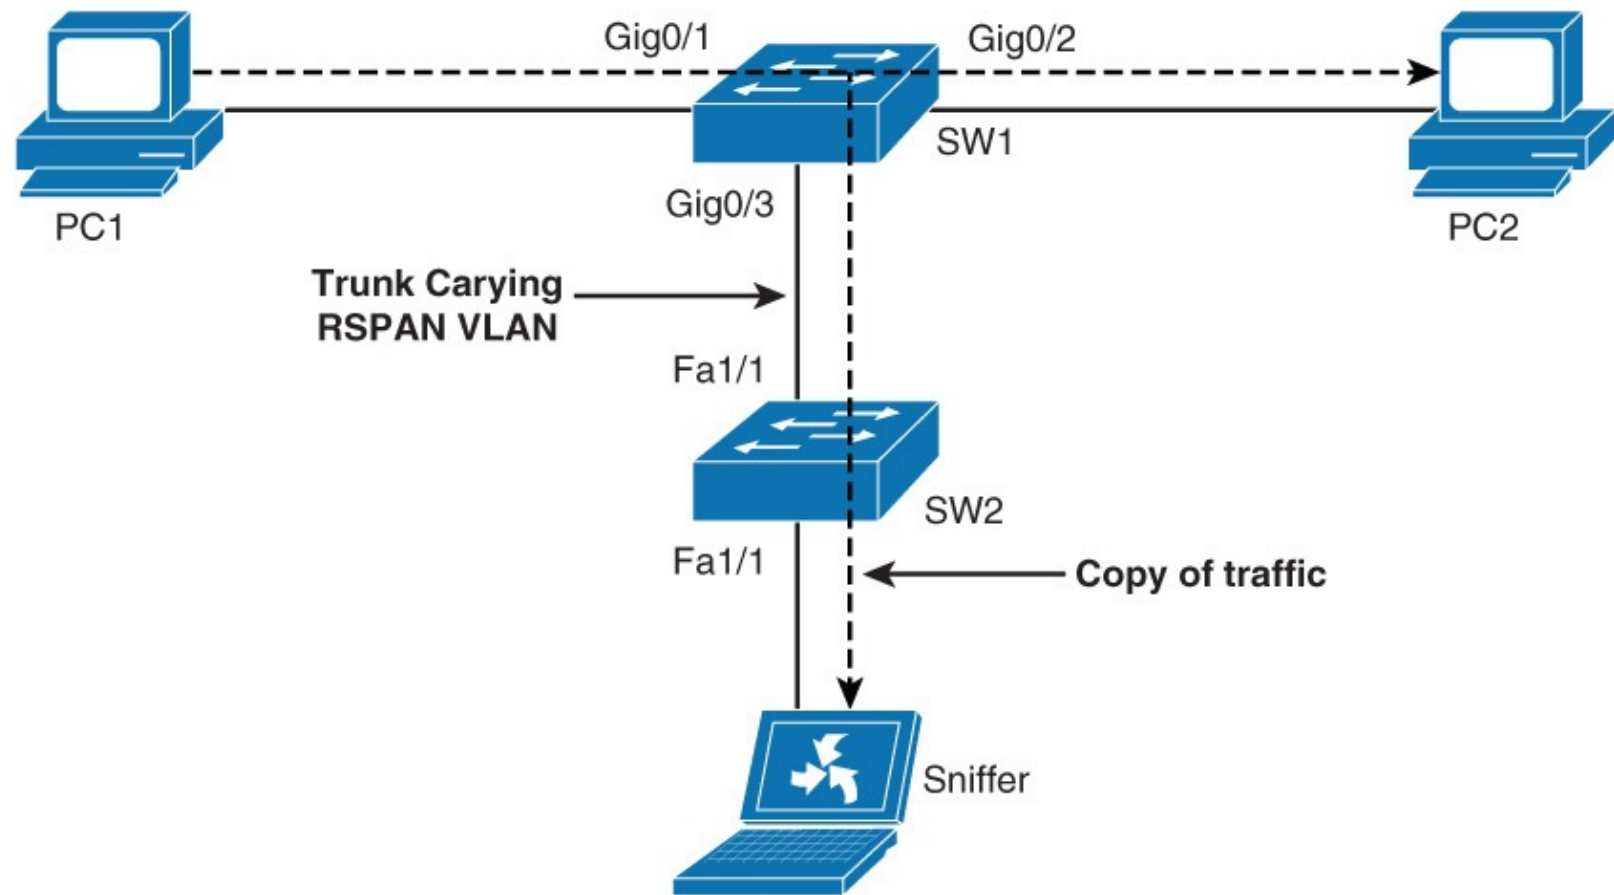 Gig0/1
Gig0/2
SW1
PC1
Gig0/3
PC2
Trunk Carying
RSPAN VLAN
Fa1/1
SW2
Fa1/1
Copy of traffic
Sniffer